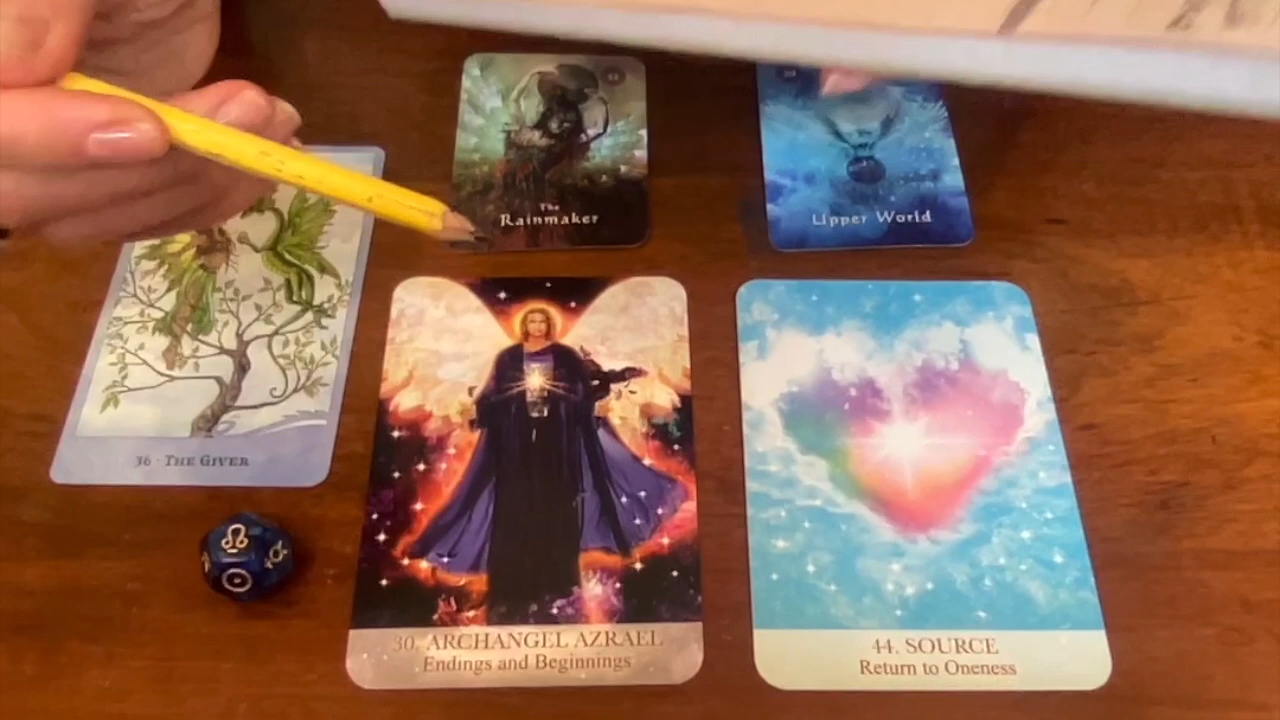 The
Rainmaker
Upper World
36 · THE GIVER
30. ARCHANGEL AZRAEL
Endings and Beginnings
44. SOURCE
Return to Oneness